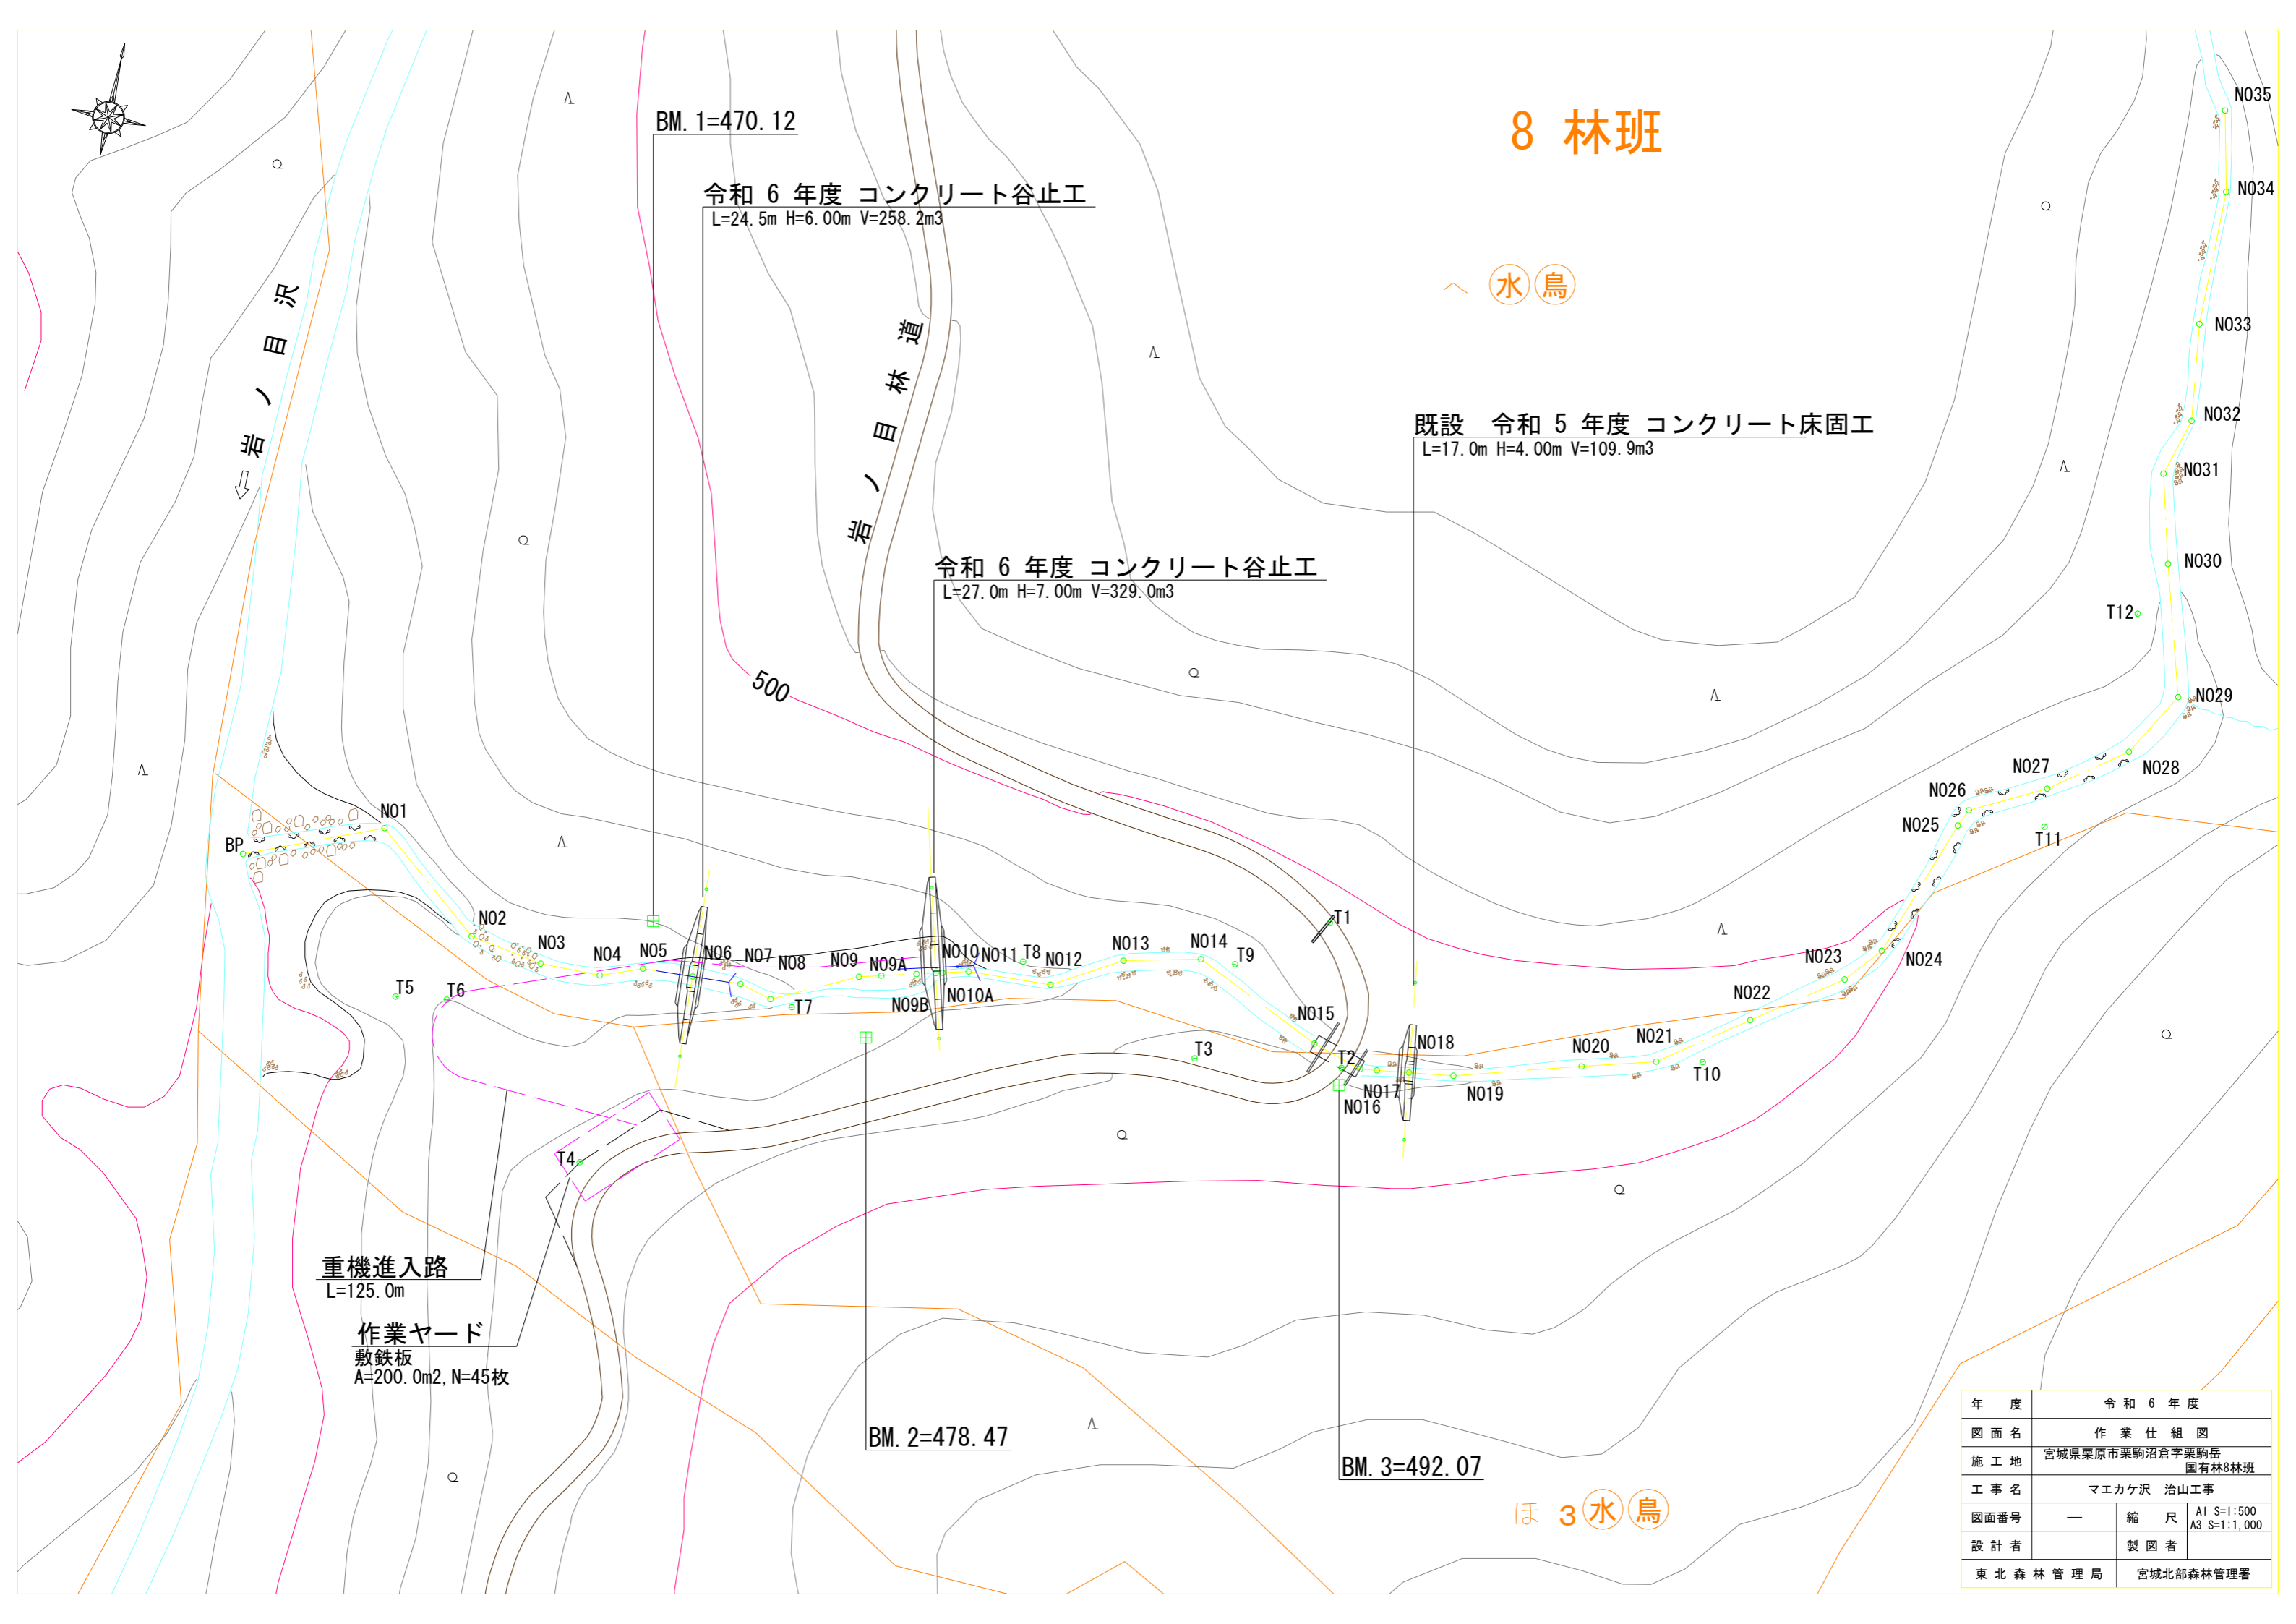 8 林班
BM. 1=470.12
令和 6 年度 コンクリート谷止工
L=24.5m H=6.00m V=258.2m3
へ 水 鳥
岩ノ目沢
岩ノ目林道
既設 令和 5 年度 コンクリート床固工
L=17.0m H=4.00m V=109.9m3
令和 6 年度 コンクリート谷止工
L=27.0m H=7.00m V=329.0m3
500
NO35
NO34
NO33
NO32
NO31
NO30
T12
NO29
NO28
NO27
NO26
NO25
T11
NO24
NO23
NO22
NO21
T10
NO20
NO19
NO18
NO17
NO16
T2
NO15
T1
T3
T9
NO14
NO13
NO12
T8
NO11
NO10
NO10A
NO9B
NO9A
NO9
NO8
T7
NO7
NO6
NO5
NO4
NO3
NO2
NO1
BP
T5
T6
T4
重機進入路
L=125.0m
作業ヤード
敷鉄板
A=200.0m2,N=45枚
BM. 2=478.47
BM. 3=492.07
ほ 3 水 鳥
年度 令和 6 年度
図面名 作業仕組図
施工地 宮城県栗原市栗駒沼倉字栗駒岳
国有林8林班
工事名 マエカケ沢 治山工事
図面番号 — 縮尺 A1 S=1:500
A3 S=1:1,000
設計者 製図者
東北森林管理局 宮城北部森林管理署